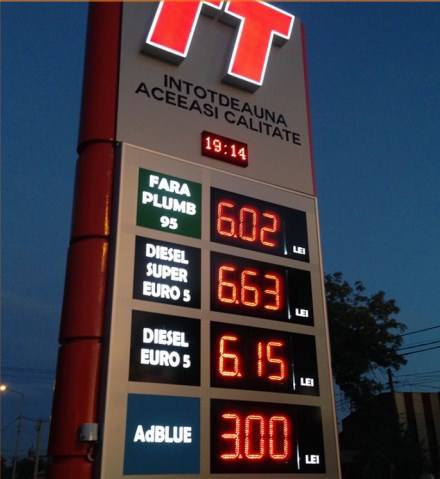 TT
INTOTDEAUNA
ACEEASI CALITATE
19:14
FARA
PLUMB
95
6.02 LEI
DIESEL
SUPER
EURO 5
6.63 LEI
DIESEL
EURO 5
6.15 LEI
AdBLUE
3.00 LEI